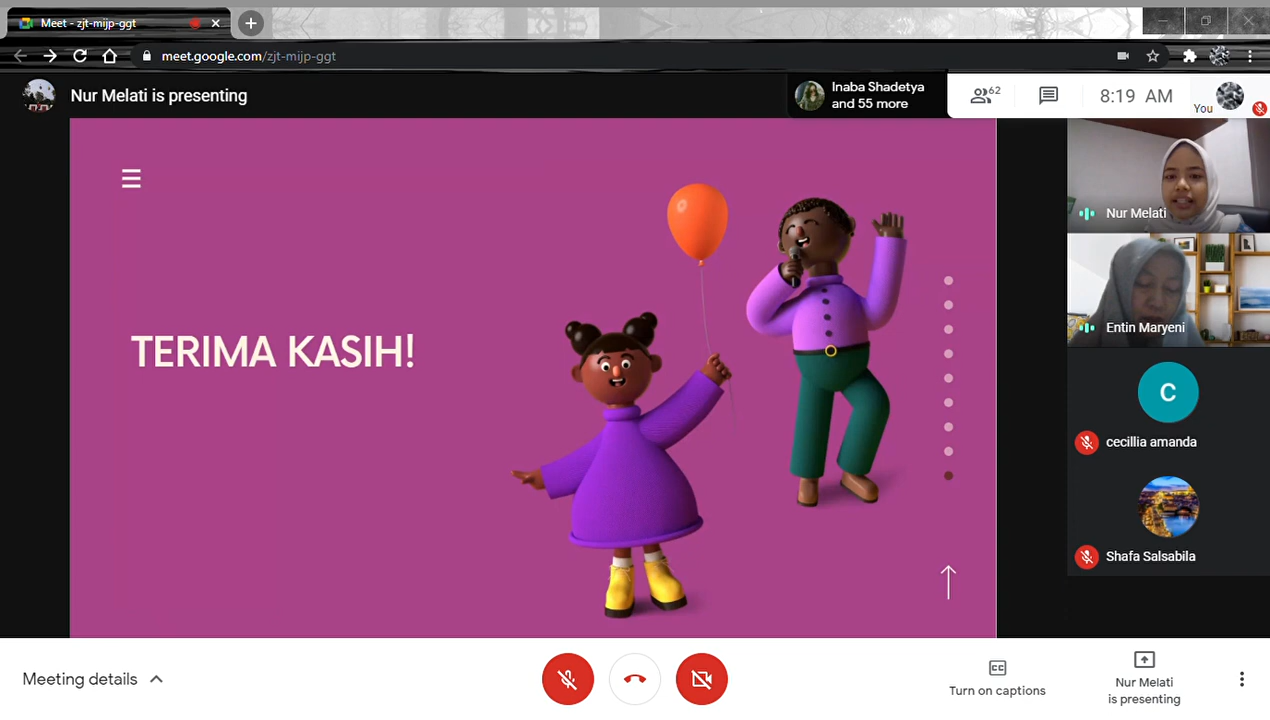 Meet - zjt-mijp-ggt
meet.google.com/zjt-mijp-ggt
Nur Melati is presenting
Inaba Shadetya
and 55 more
62
8:19 AM
You
TERIMA KASIH!
Nur Melati
Entin Maryeni
C
cecillia amanda
Shafa Salsabila
Meeting details
CC
Turn on captions
Nur Melati
is presenting